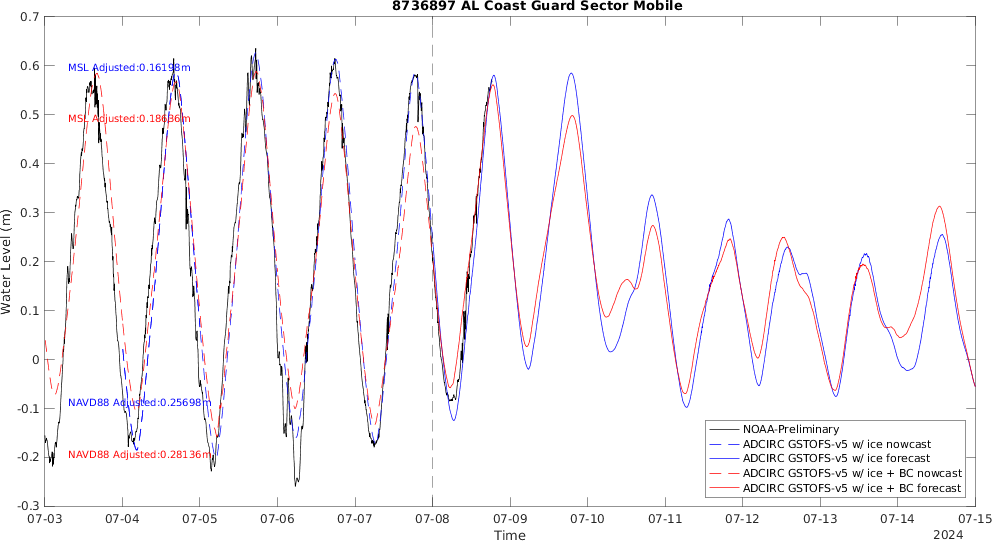 8736897 AL Coast Guard Sector Mobile
0.7
0.6
0.5
0.4
0.3
0.2
0.1
0
-0.1
-0.2
-0.3
Water Level (m)
MSL Adjusted:0.16198m
MSL Adjusted:0.18636m
NAVD88 Adjusted:0.25698m
NAVD88 Adjusted:0.28136m
NOAA-Preliminary
ADCIRC GSTOFS-v5 w/ ice nowcast
ADCIRC GSTOFS-v5 w/ ice forecast
ADCIRC GSTOFS-v5 w/ ice + BC nowcast
ADCIRC GSTOFS-v5 w/ ice + BC forecast
07-03 07-04 07-05 07-06 07-07 07-08 07-09 07-10 07-11 07-12 07-13 07-14 07-15
Time
2024